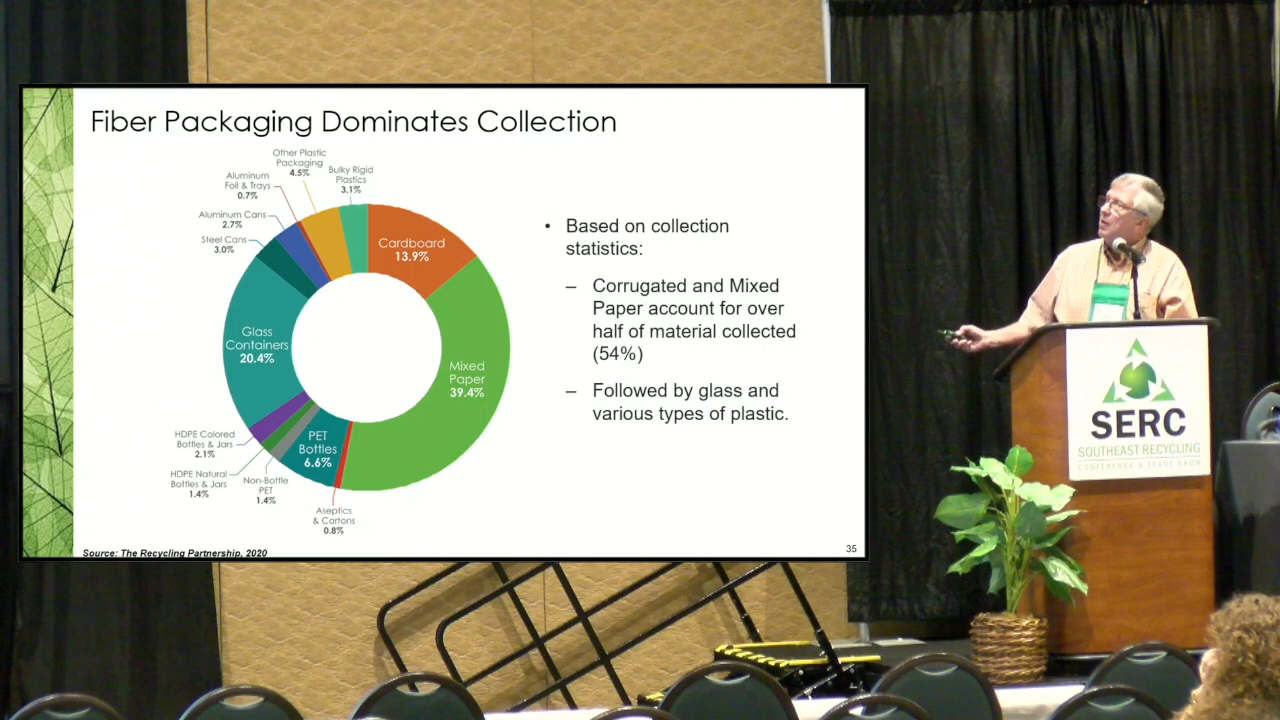 Fiber Packaging Dominates Collection
Other Plastic
Packaging
4.5%
Bulky Rigid
Plastics
3.1%
Aluminum
Foil & Trays
0.7%
Aluminum Cans
2.7%
Steel Cans
3.0%
Cardboard
13.9%
Glass
Containers
20.4%
Mixed
Paper
39.4%
HDPE Colored
Bottles & Jars
2.1%
PET
Bottles
6.6%
HDPE Natural
Bottles & Jars
1.4%
Non-Bottle
PET
1.4%
Aseptics
& Cartons
0.8%
• Based on collection
statistics:
– Corrugated and Mixed
Paper account for over
half of material collected
(54%)
– Followed by glass and
various types of plastic.
Source: The Recycling Partnership, 2020
35
SERC
SOUTHEAST RECYCLING
CONFERENCE & TRADE SHOW